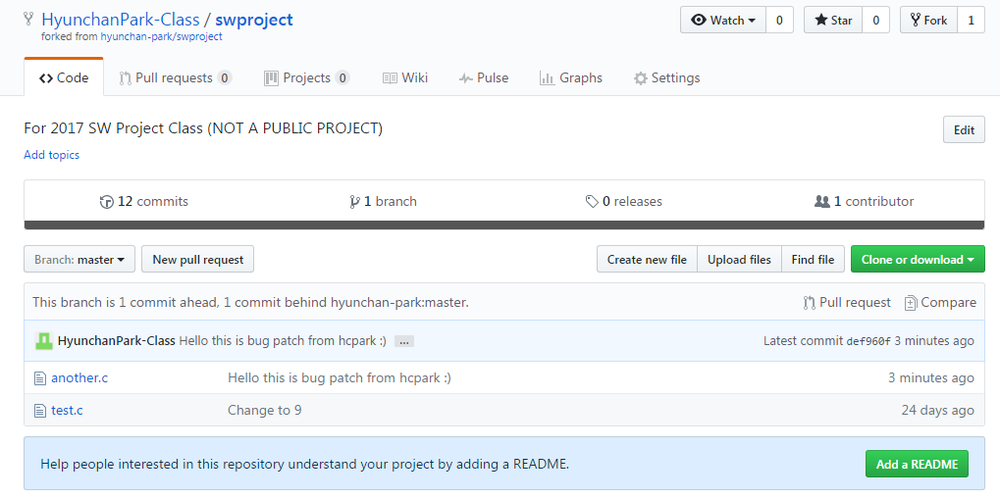 HyunchanPark-Class / swproject
Watch 0 Star 0 Fork 1
forked from hyunchan-park/swproject
Code Pull requests 0 Projects 0 Wiki Pulse Graphs Settings
For 2017 SW Project Class (NOT A PUBLIC PROJECT)
Edit
Add topics
12 commits 1 branch 0 releases 1 contributor
Branch: master New pull request Create new file Upload files Find file Clone or download
This branch is 1 commit ahead, 1 commit behind hyunchan-park:master. Pull request Compare
HyunchanPark-Class Hello this is bug patch from hcpark :) ... Latest commit def960f 3 minutes ago
another.c Hello this is bug patch from hcpark :) 3 minutes ago
test.c Change to 9 24 days ago
Help people interested in this repository understand your project by adding a README. Add a README